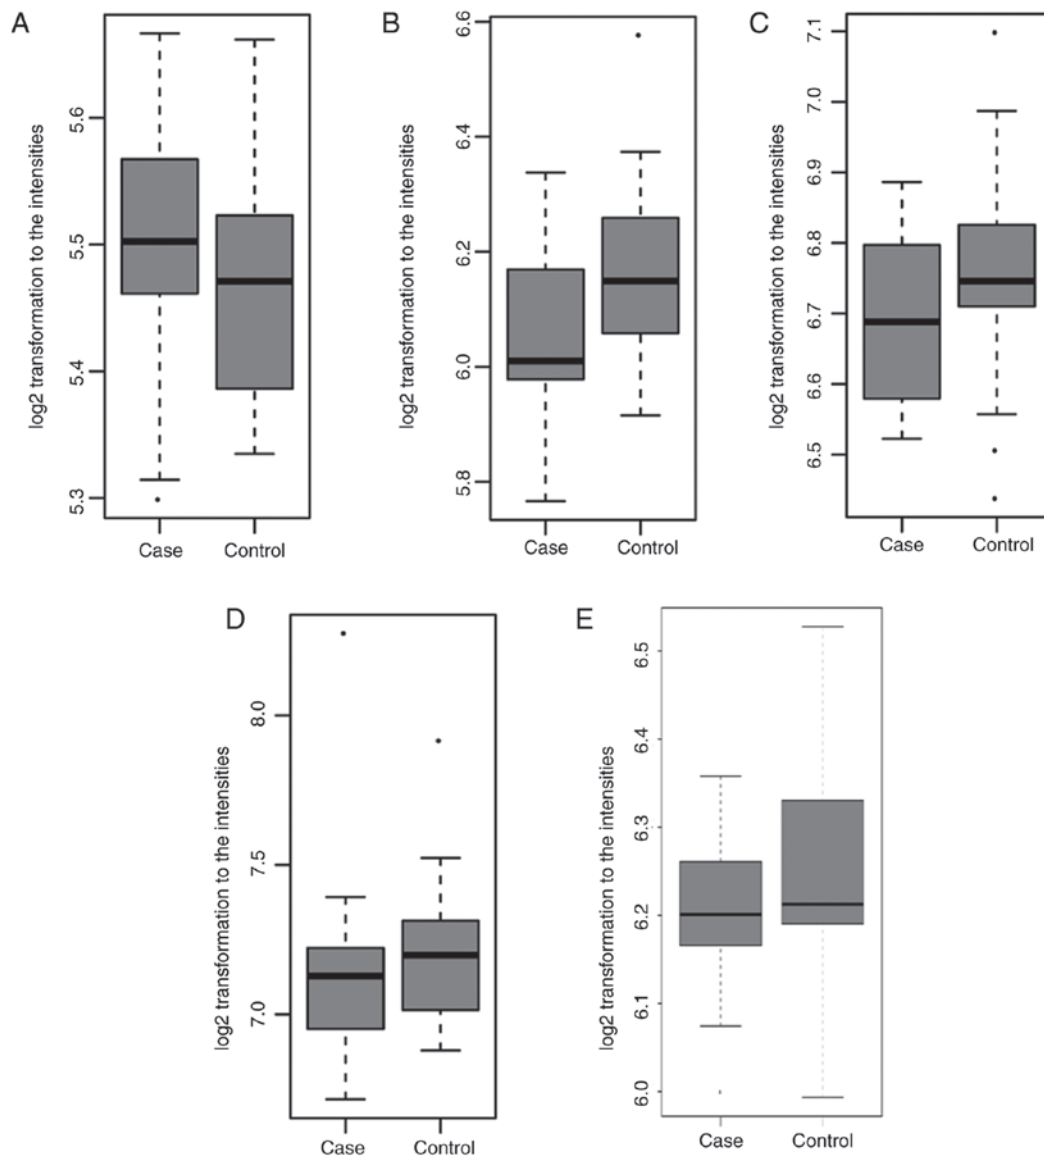 A
log2 transformation to the intensities
5.6
5.5
5.4
5.3
Case Control
B
log2 transformation to the intensities
6.6
6.4
6.2
6.0
5.8
Case Control
C
log2 transformation to the intensities
7.1
7.0
6.9
6.8
6.7
6.6
6.5
Case Control
D
log2 transformation to the intensities
8.0
7.5
7.0
Case Control
E
log2 transformation to the intensities
6.5
6.4
6.3
6.2
6.1
6.0
Case Control